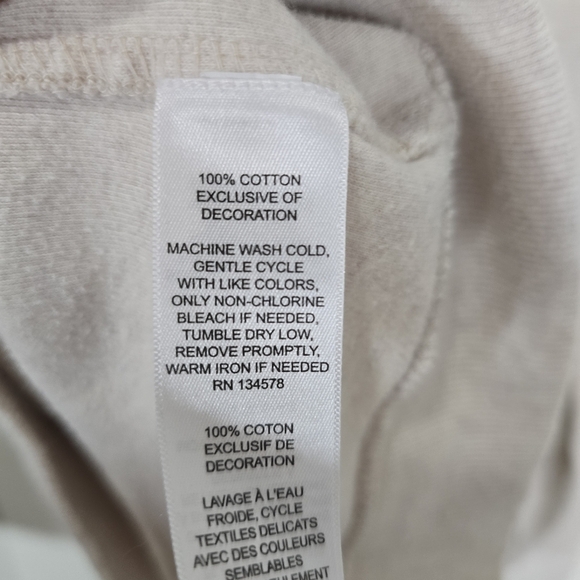 100% COTTON
EXCLUSIVE OF
DECORATION
MACHINE WASH COLD,
GENTLE CYCLE
WITH LIKE COLORS,
ONLY NON-CHLORINE
BLEACH IF NEEDED,
TUMBLE DRY LOW,
REMOVE PROMPTLY,
WARM IRON IF NEEDED
RN 134578
100% COTON
EXCLUSIF DE
DECORATION
LAVAGE À L'EAU
FROIDE, CYCLE
TEXTILES DELICATS
AVEC DES COULEURS
SEMBLABLES